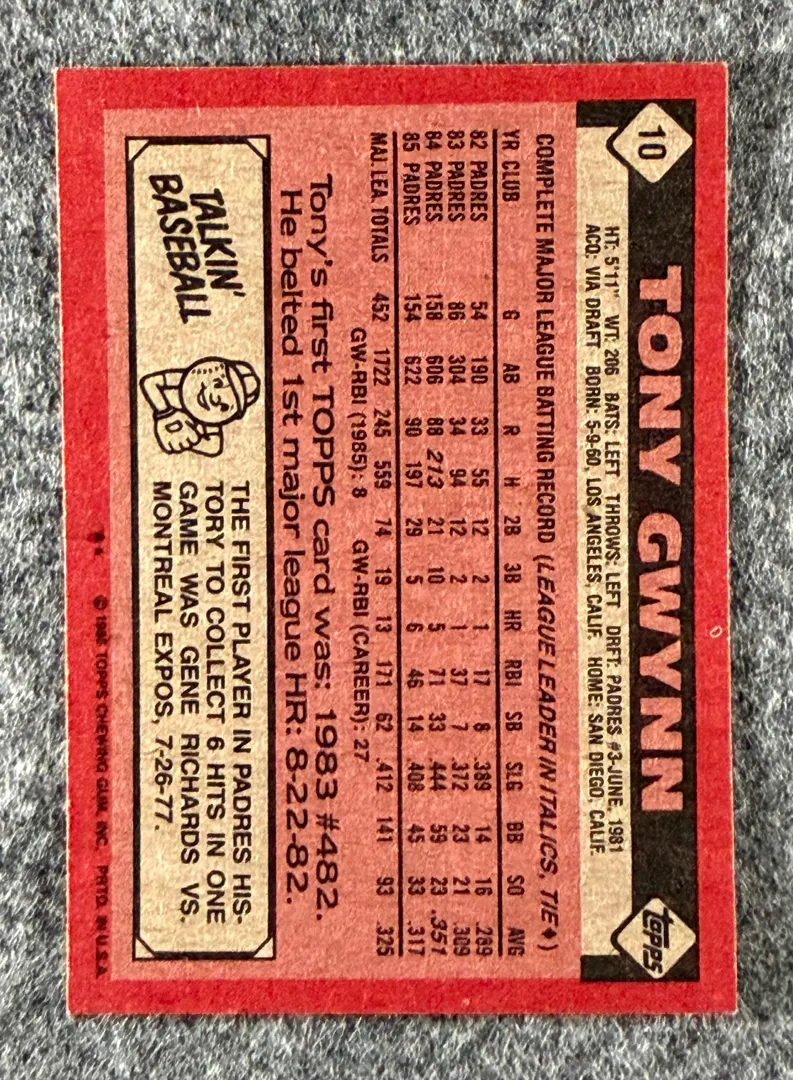 10
TONY GWYNN
topps
HT: 5'11" WT: 206 BATS: LEFT THROWS: LEFT DRFT: PADRES #3-JUNE, 1981
ACQ: VIA DRAFT BORN: 5-9-60, LOS ANGELES, CALIF. HOME: SAN DIEGO, CALIF.
COMPLETE MAJOR LEAGUE BATTING RECORD (LEAGUE LEADER IN ITALICS, TIE♦)
YR CLUB G AB R H 2B 3B HR RBI SB SLG BB SO AVG
82 PADRES 54 190 33 55 12 2 1 17 8 .389 14 16 .289
83 PADRES 86 304 34 94 12 2 1 37 7 .372 23 21 .309
84 PADRES 158 606 88 213 21 10 5 71 33 .444 59 23 .351
85 PADRES 154 622 90 197 29 5 6 46 14 .408 45 33 .317
MAJ. LEA. TOTALS 452 1722 245 559 74 19 13 171 62 .412 141 93 .325
GW-RBI (1985): 8 GW-RBI (CAREER): 27
Tony's first TOPPS card was: 1983 #482.
He belted 1st major league HR: 8-22-82.
TALKIN'
BASEBALL
THE FIRST PLAYER IN PADRES HIS-
TORY TO COLLECT 6 HITS IN ONE
GAME WAS GENE RICHARDS VS.
MONTREAL EXPOS, 7-26-77.
© 1986 TOPPS CHEWING GUM, INC. PRTD. IN U.S.A.